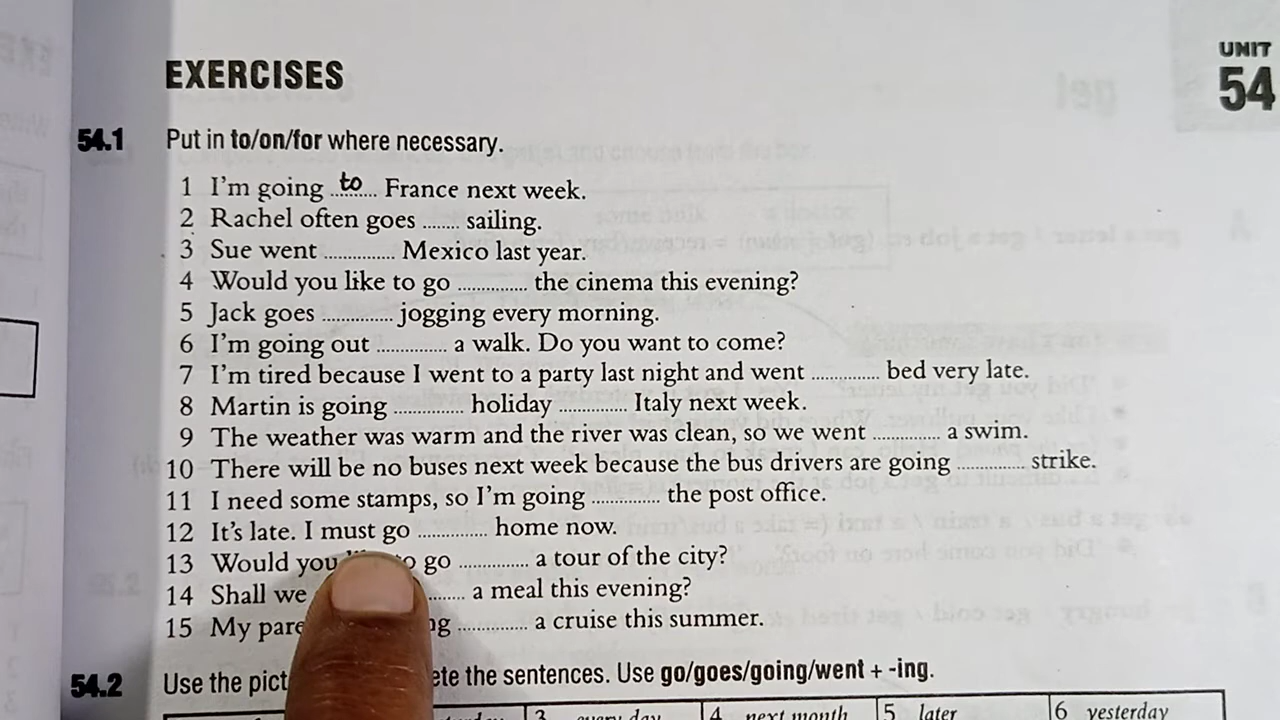 UNIT
54
EXERCISES
54.1 Put in to/on/for where necessary.
1 I'm going to France next week.
2 Rachel often goes ........ sailing.
3 Sue went .............. Mexico last year.
4 Would you like to go .............. the cinema this evening?
5 Jack goes .............. jogging every morning.
6 I'm going out .............. a walk. Do you want to come?
7 I'm tired because I went to a party last night and went .............. bed very late.
8 Martin is going .............. holiday .............. Italy next week.
9 The weather was warm and the river was clean, so we went .............. a swim.
10 There will be no buses next week because the bus drivers are going .............. strike.
11 I need some stamps, so I'm going .............. the post office.
12 It's late. I must go .............. home now.
13 Would you go .............. a tour of the city?
14 Shall we ........ a meal this evening?
15 My .............. a cruise this summer.
54.2 Use the the sentences. Use go/goes/going/went + -ing.
3 every day 4 next month 5 later 6 yesterday